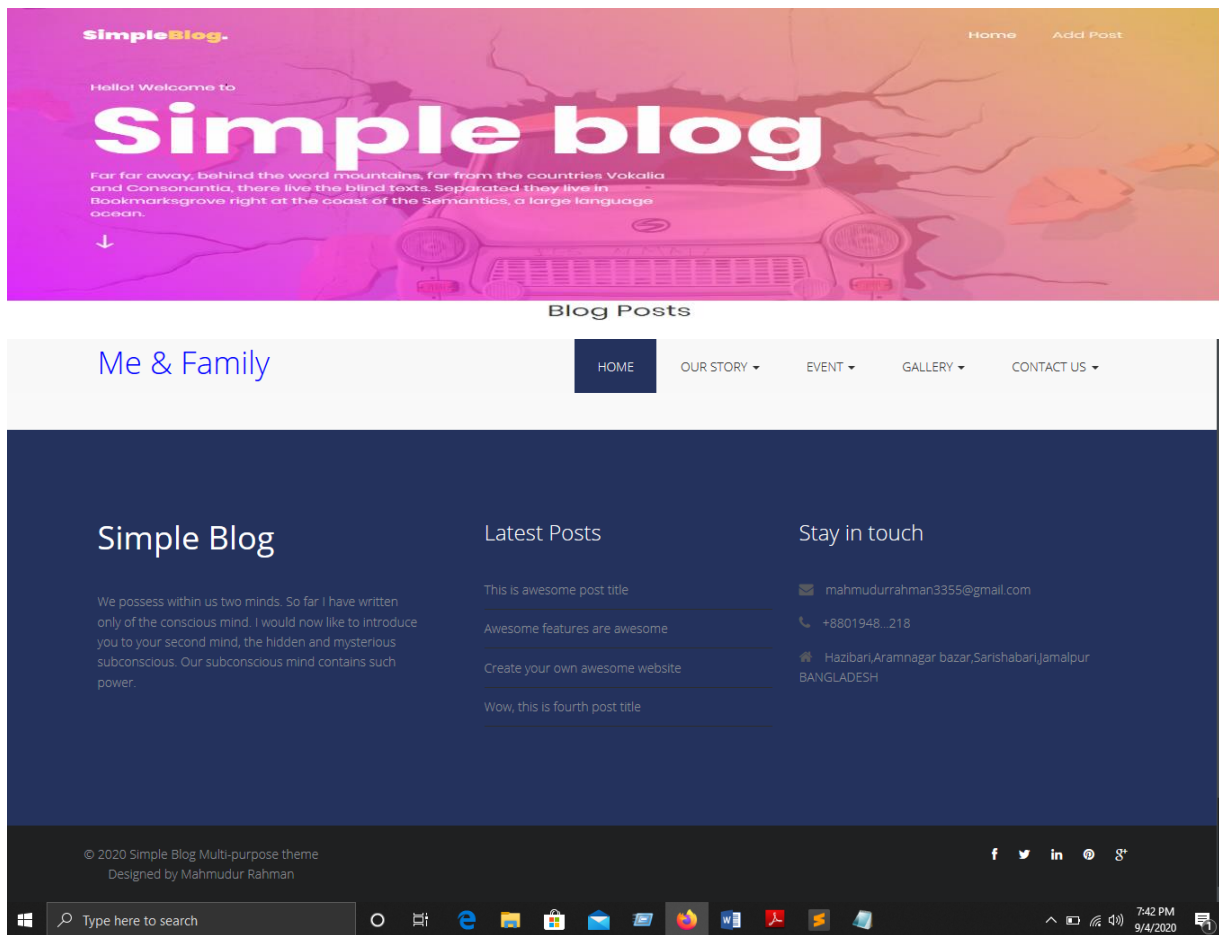 SimpleBlog.
Home Add Post
Hello! Welcome to
Simple blog
Far far away, behind the word mountains, far from the countries Vokalia
and Consonantia, there live the blind texts. Separated they live in
Bookmarksgrove right at the coast of the Semantics, a large language
ocean.
Blog Posts
Me & Family
HOME OUR STORY EVENT GALLERY CONTACT US
Simple Blog
We possess within us two minds. So far I have written
only of the conscious mind. I would now like to introduce
you to your second mind, the hidden and mysterious
subconscious. Our subconscious mind contains such
power.
Latest Posts
This is awesome post title
Awesome features are awesome
Create your own awesome website
Wow, this is fourth post title
Stay in touch
mahmudurrahman3355@gmail.com
+8801948...218
Hazibari,Aramnagar bazar,Sarishabari,Jamalpur
BANGLADESH
© 2020 Simple Blog Multi-purpose theme
Designed by Mahmudur Rahman
Type here to search
7:42 PM
9/4/2020
1